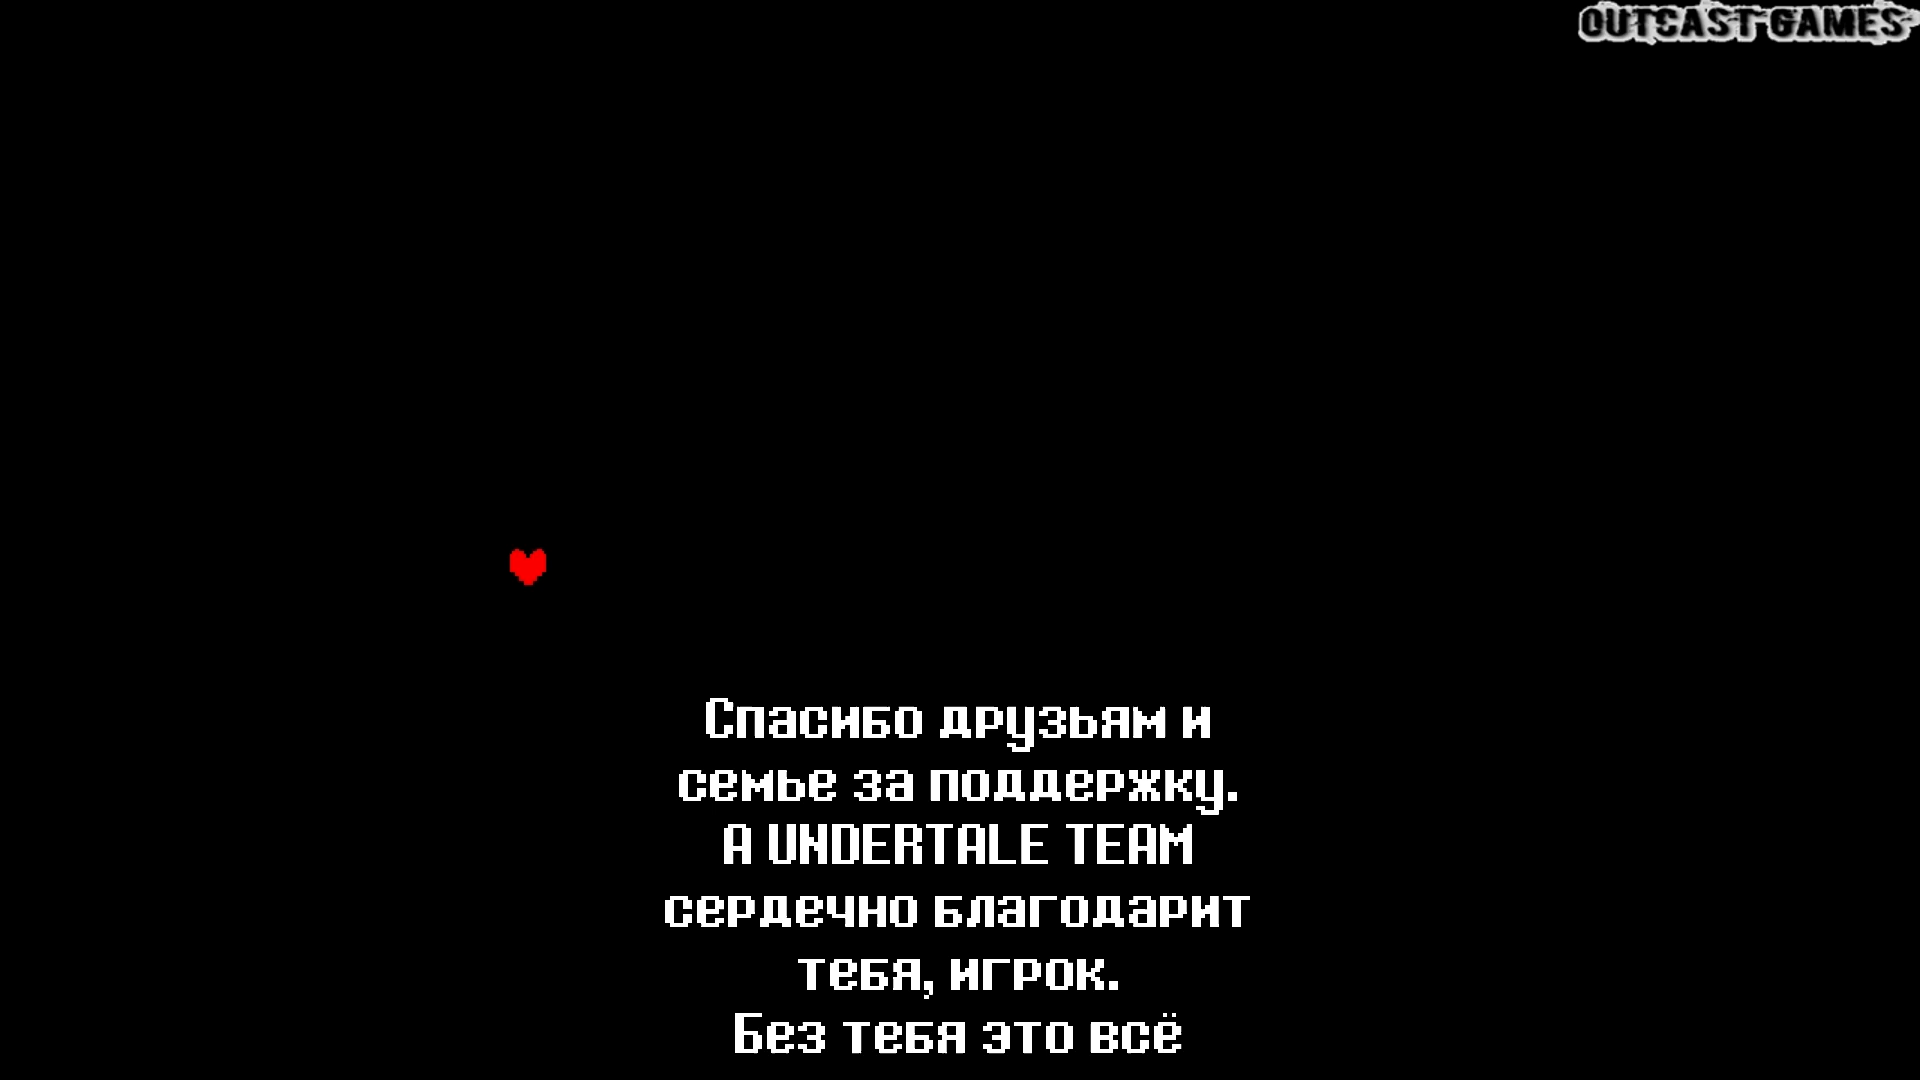 OUTCAST GAMES
Спасибо друзьям и
семье за поддержку.
А UNDERTALE TEAM
сердечно благодарит
тебя, игрок.
Без тебя это всё